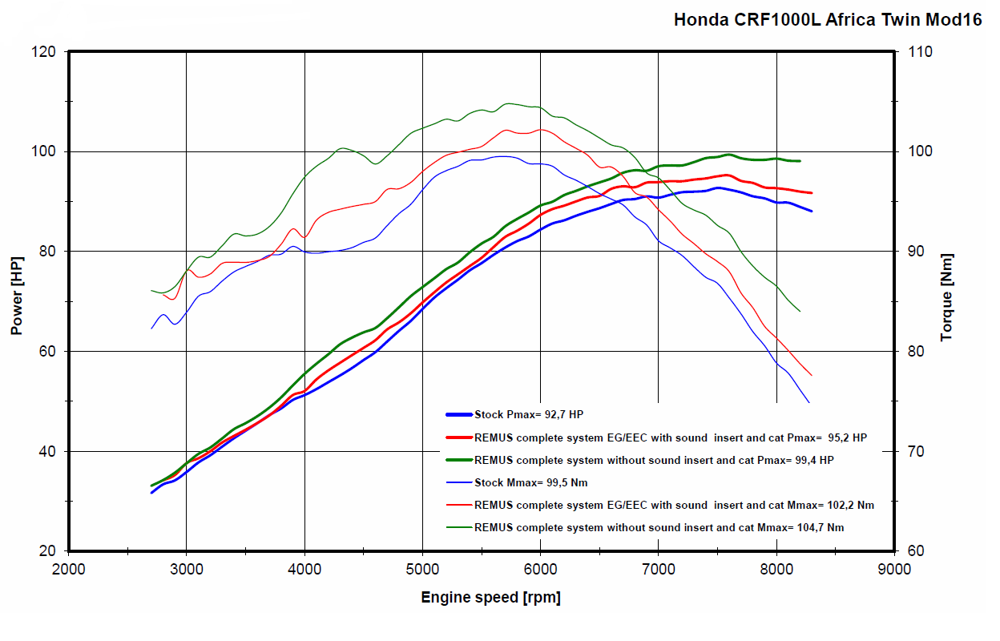 Honda CRF1000L Africa Twin Mod16
120
100
80
60
40
20
110
100
90
80
70
60
Power [HP]
Torque [Nm]
Stock Pmax= 92,7 HP
REMUS complete system EG/EEC with sound  insert and cat Pmax=  95,2 HP
REMUS complete system without sound insert and cat Pmax= 99,4 HP
Stock Mmax= 99,5 Nm
REMUS complete system EG/EEC with sound  insert and cat Mmax= 102,2 Nm
REMUS complete system without sound insert and cat Mmax= 104,7 Nm
2000 3000 4000 5000 6000 7000 8000 9000
Engine speed [rpm]